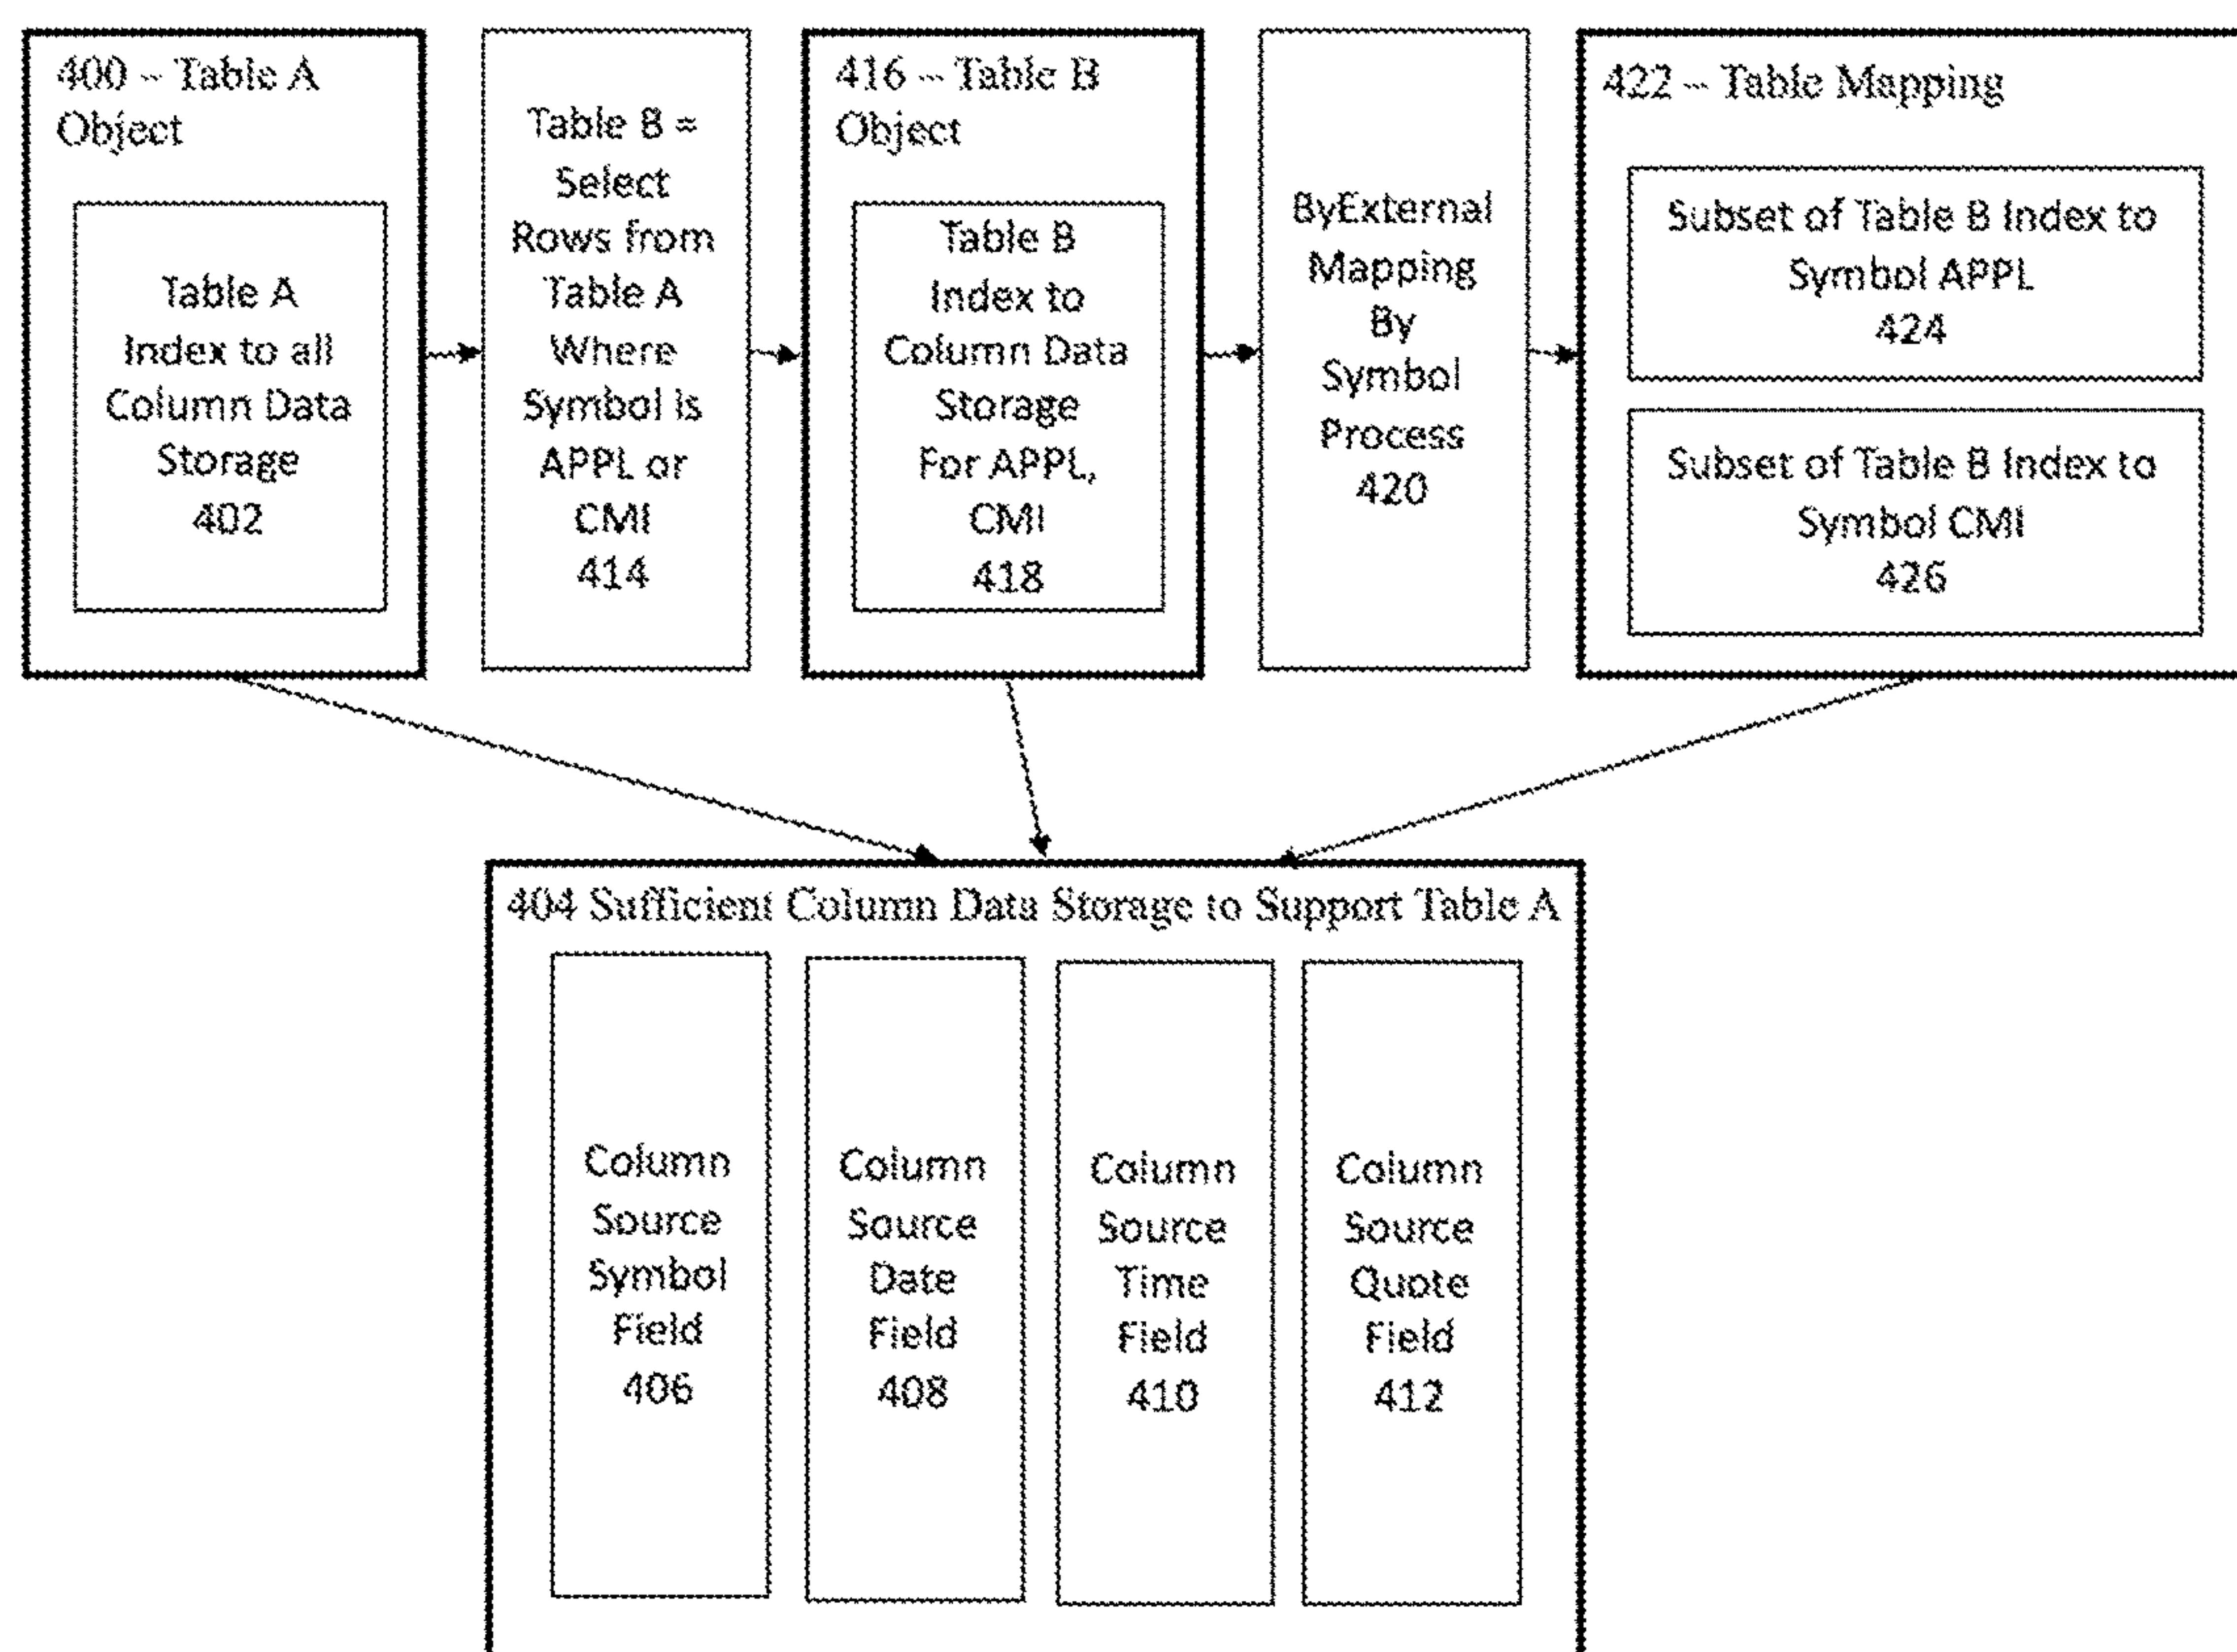 400 -- Table A
Object
Table A
Index to all
Column Data
Storage
402
Table B =
Select
Rows from
Table A
Where
Symbol is
APPL or
CMI
414
416 -- Table B
Object
Table B
Index to
Column Data
Storage
For APPL,
CMI
418
ByExternal
Mapping
By
Symbol
Process
420
422 -- Table Mapping
Subset of Table B Index to
Symbol APPL
424
Subset of Table B Index to
Symbol CMI
426
404 Sufficient Column Data Storage to Support Table A
Column
Source
Symbol
Field
406
Column
Source
Date
Field
408
Column
Source
Time
Field
410
Column
Source
Quote
Field
412